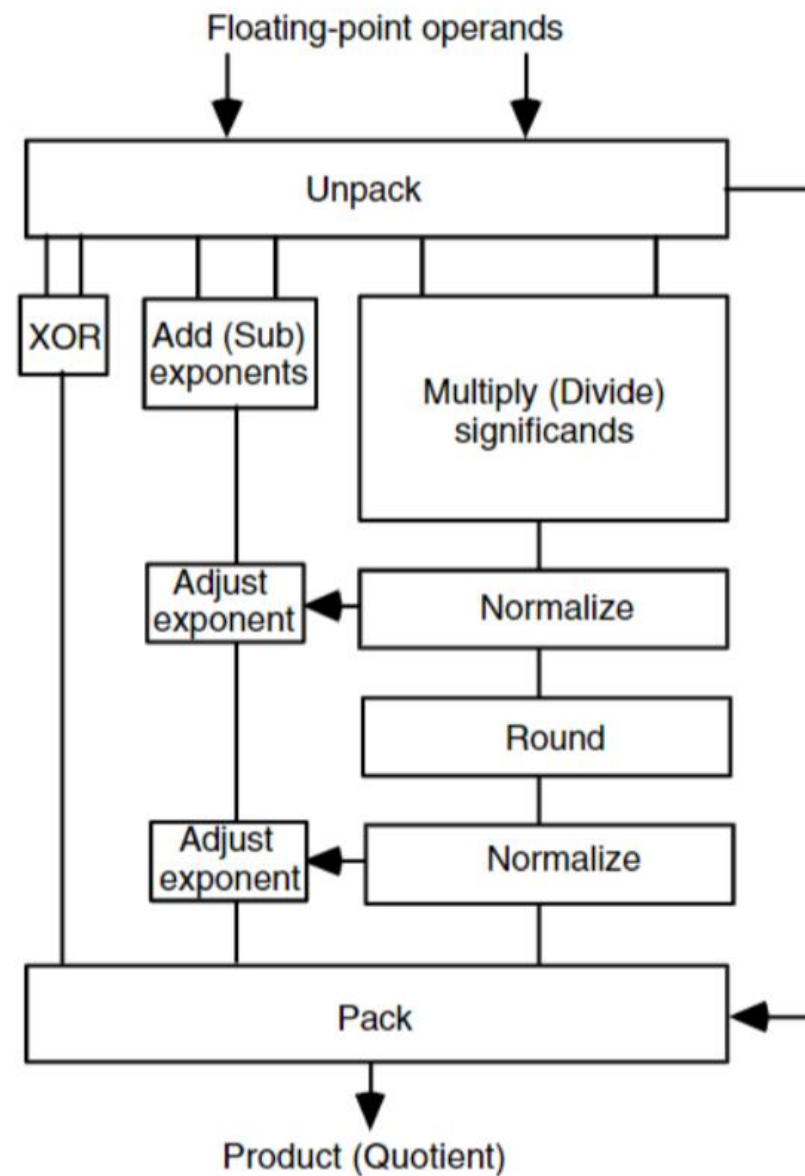 Floating-point operands
Unpack
XOR
Add (Sub)
exponents
Multiply (Divide)
significands
Adjust
exponent
Normalize
Round
Adjust
exponent
Normalize
Pack
Product (Quotient)